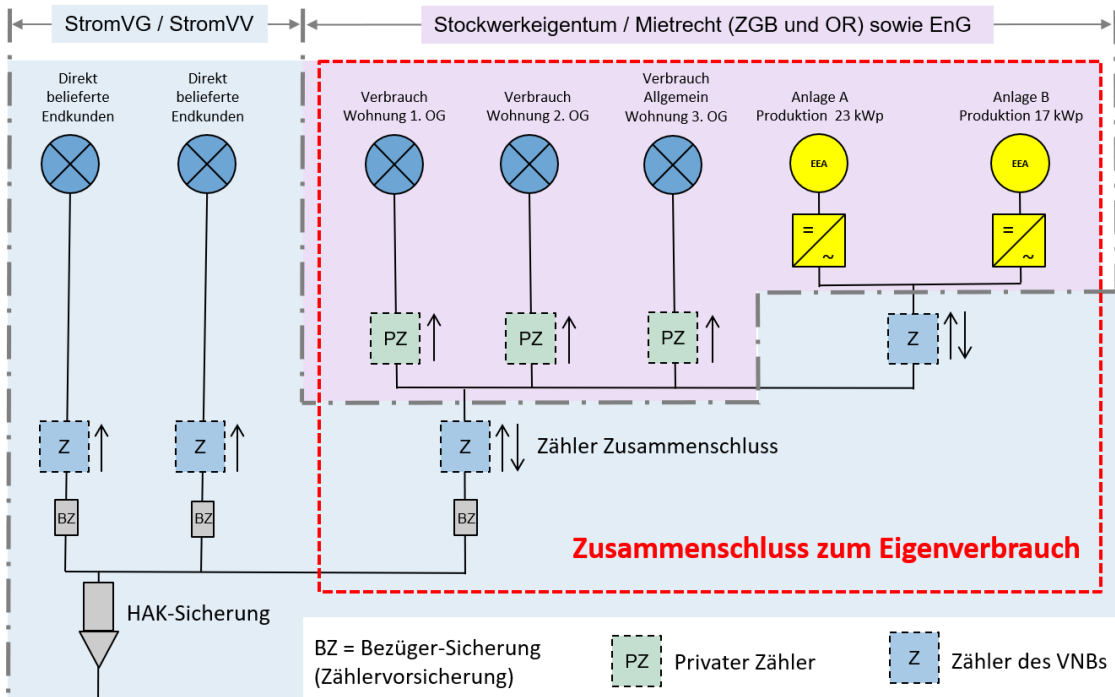 StromVG / StromVV
Stockwerkeigentum / Mietrecht (ZGB und OR) sowie EnG
Direkt
belieferte
Endkunden
Direkt
belieferte
Endkunden
Verbrauch
Wohnung 1. OG
Verbrauch
Wohnung 2. OG
Verbrauch
Allgemein
Wohnung 3. OG
Anlage A
Produktion 23 kWp
Anlage B
Produktion 17 kWp
EEA
EEA
=
~
=
~
PZ
PZ
PZ
Z
Z
Z
Z
Zähler Zusammenschluss
BZ
BZ
BZ
Zusammenschluss zum Eigenverbrauch
HAK-Sicherung
BZ = Bezüger-Sicherung
(Zählervorsicherung)
PZ
Privater Zähler
Z
Zähler des VNBs